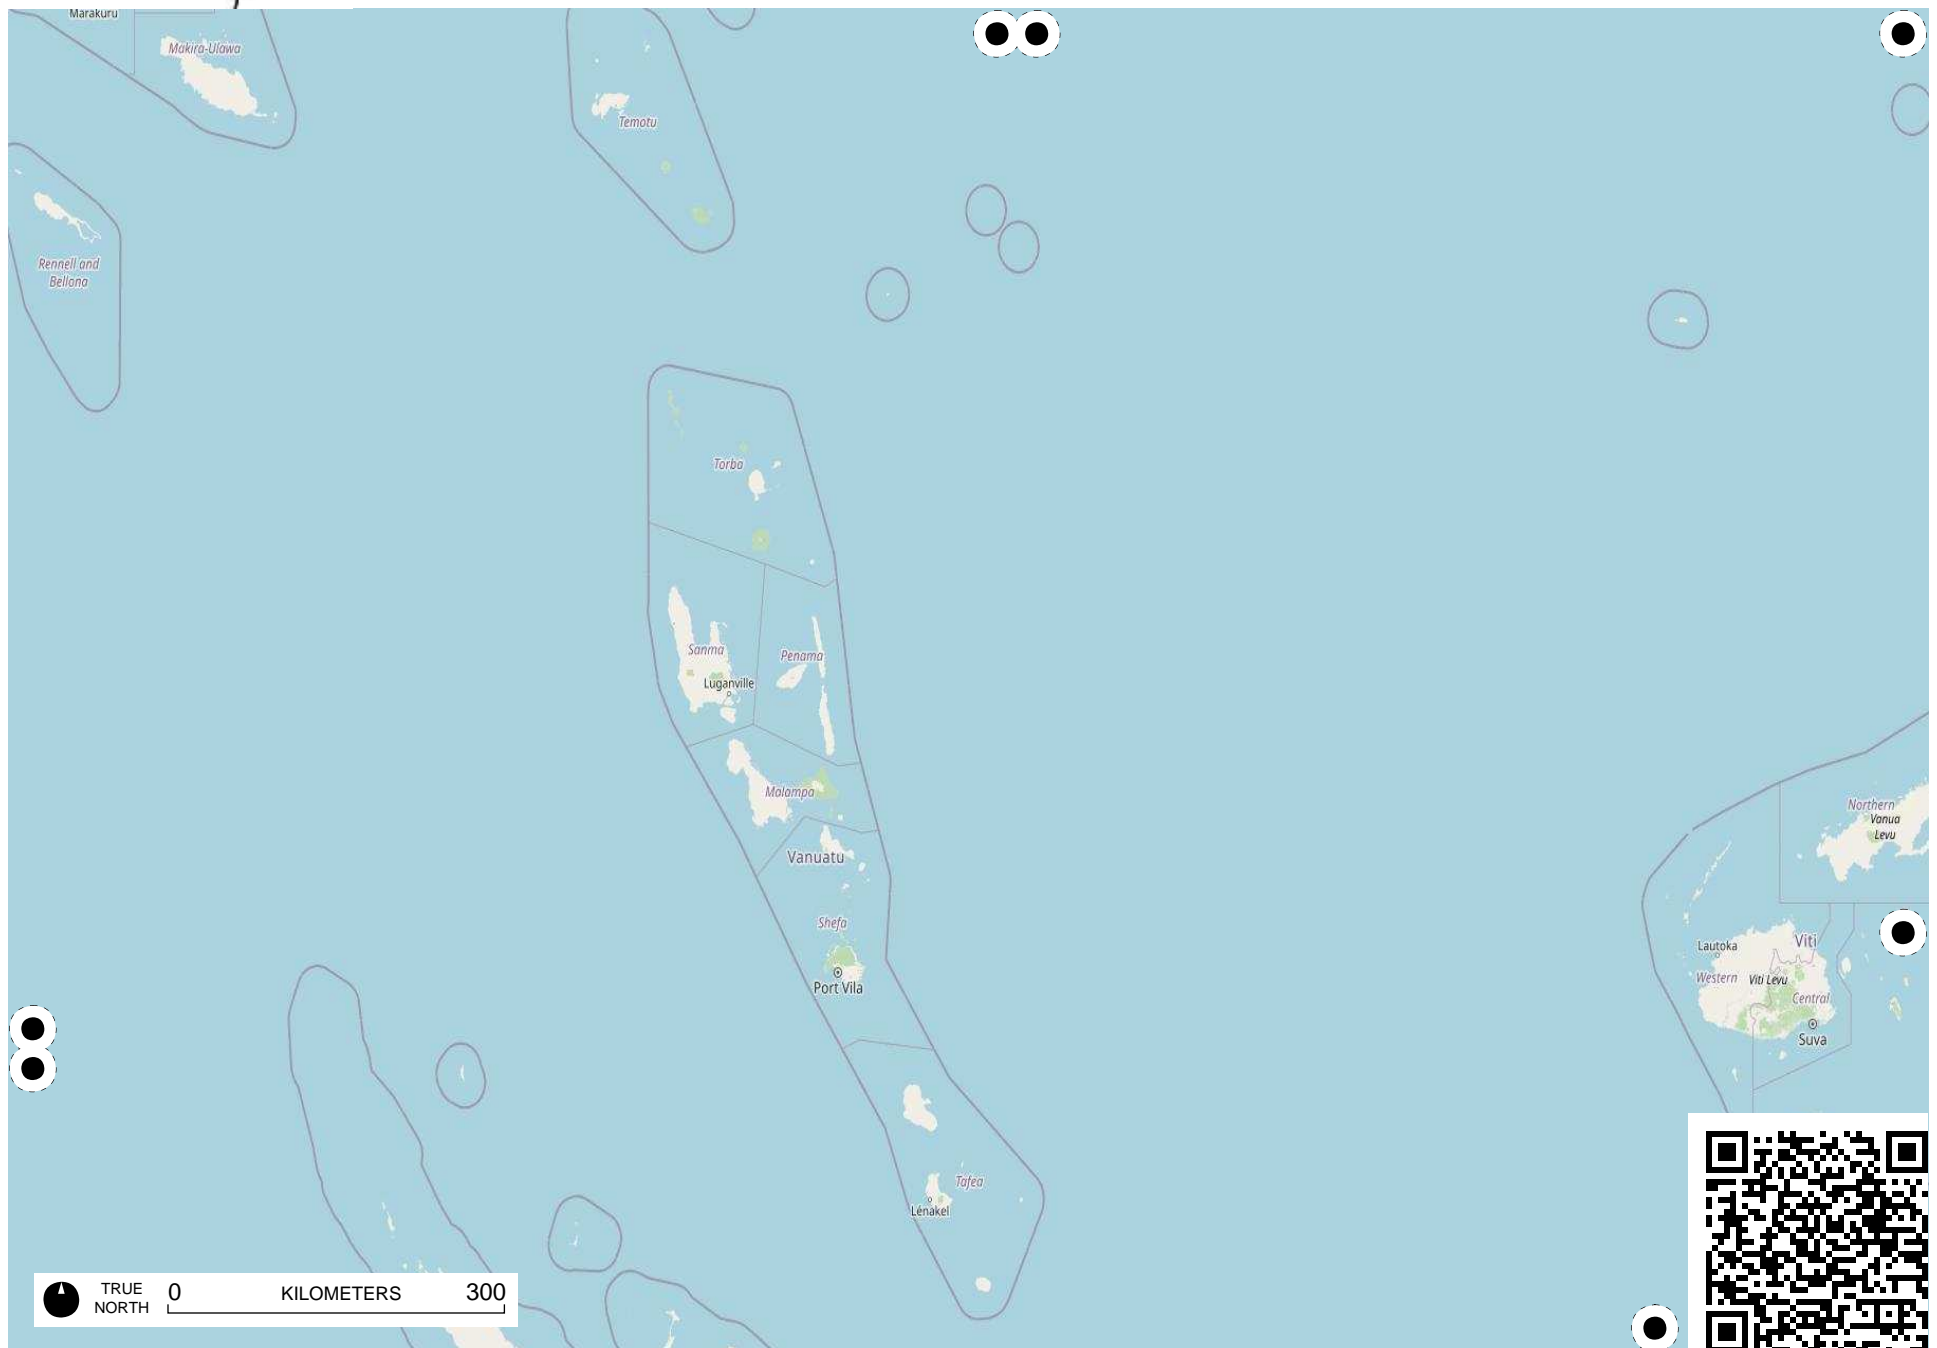 Marakuru
Makira-Ulawa
Temotu
Rennell and
Bellona
Torba
Sanma
Penama
Luganville
Malampa
Vanuatu
Northern
Vanua
Levu
Shefa
Port Vila
Lautoka
Viti
Western
Viti Levu
Central
Suva
Tafea
Lénakel
TRUE
NORTH
0
KILOMETERS
300